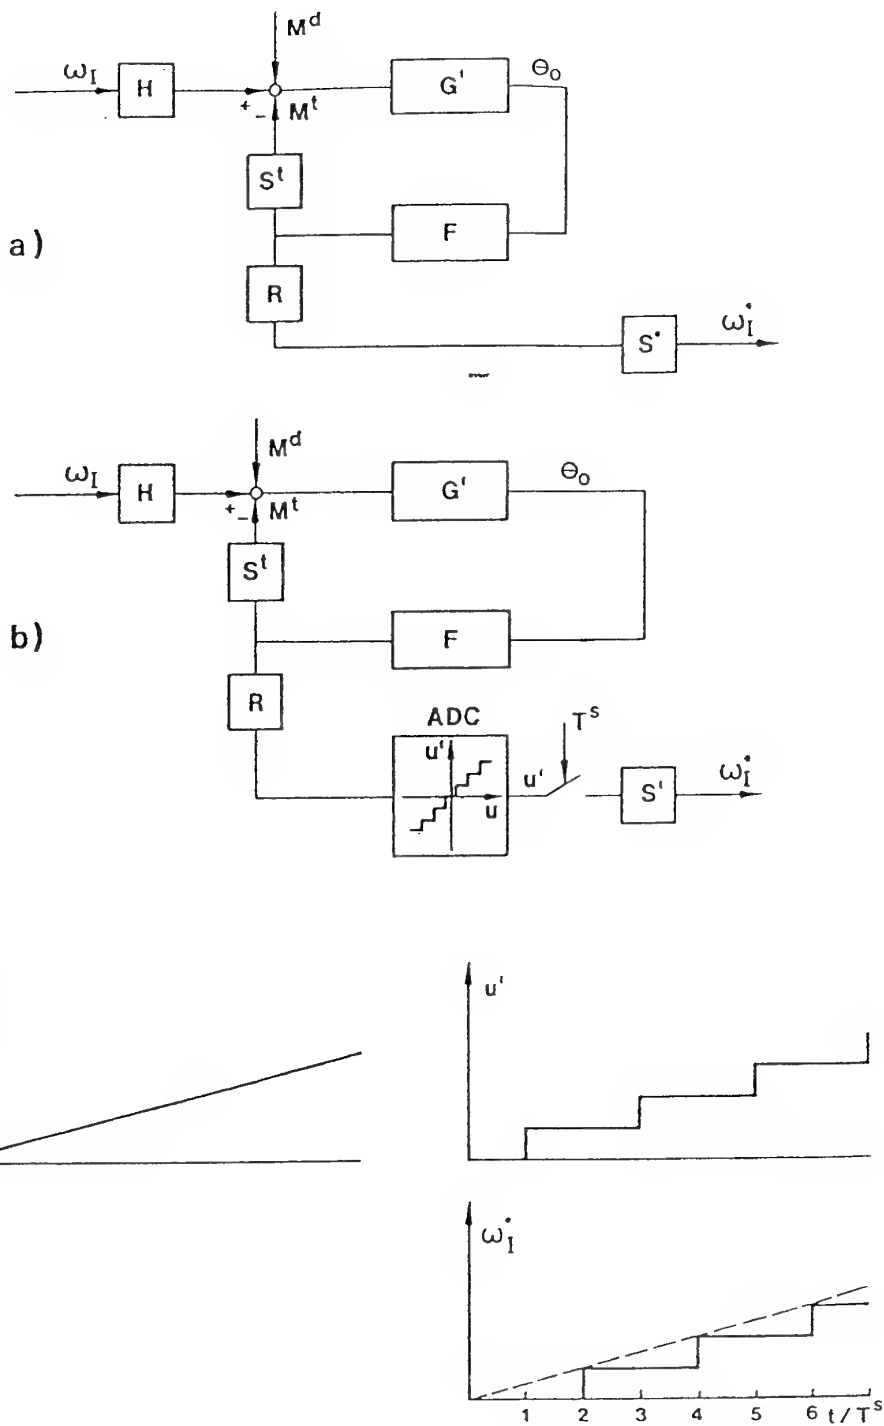 M^d
ω_I H G' Θ_o
+ - M^t
S^t
F
a)
R
S* ω_I*
M^d
ω_I H G' Θ_o
+ - M^t
S^t
b) F
R
ADC T^S
u' u u' S' ω_I*
u'
ω_I*
1 2 3 4 5 6 t/T^S